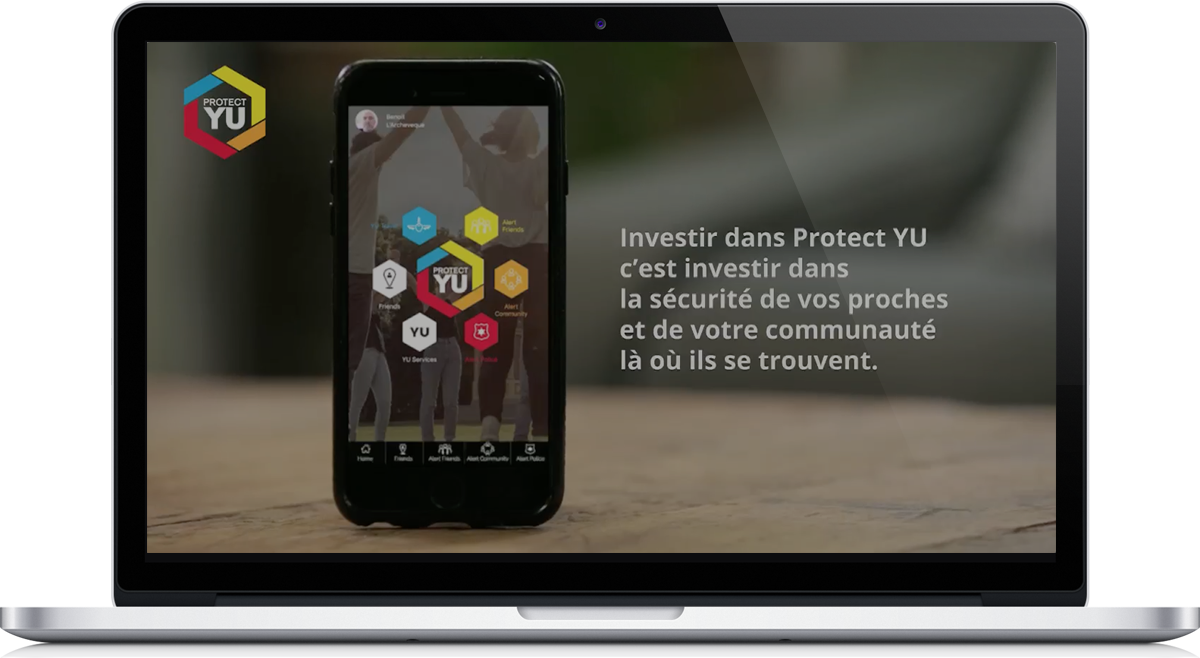 PROTECT
YU
Benoit
L'Archeveque
Alert
Friends
PROTECT
YU
Friends
Alert
Community
YU
YU Services
Alert Police
Home
Friends
Alert Friends
Alert Community
Alert Police
Investir dans Protect YU
c’est investir dans
la sécurité de vos proches
et de votre communauté
là où ils se trouvent.